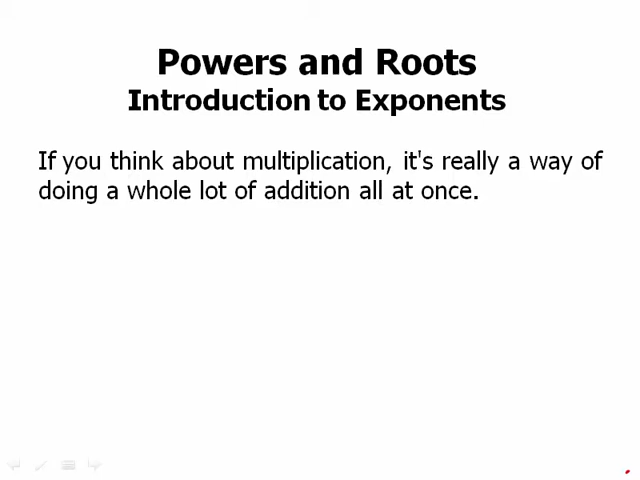 Powers and Roots
Introduction to Exponents
If you think about multiplication, it's really a way of
doing a whole lot of addition all at once.